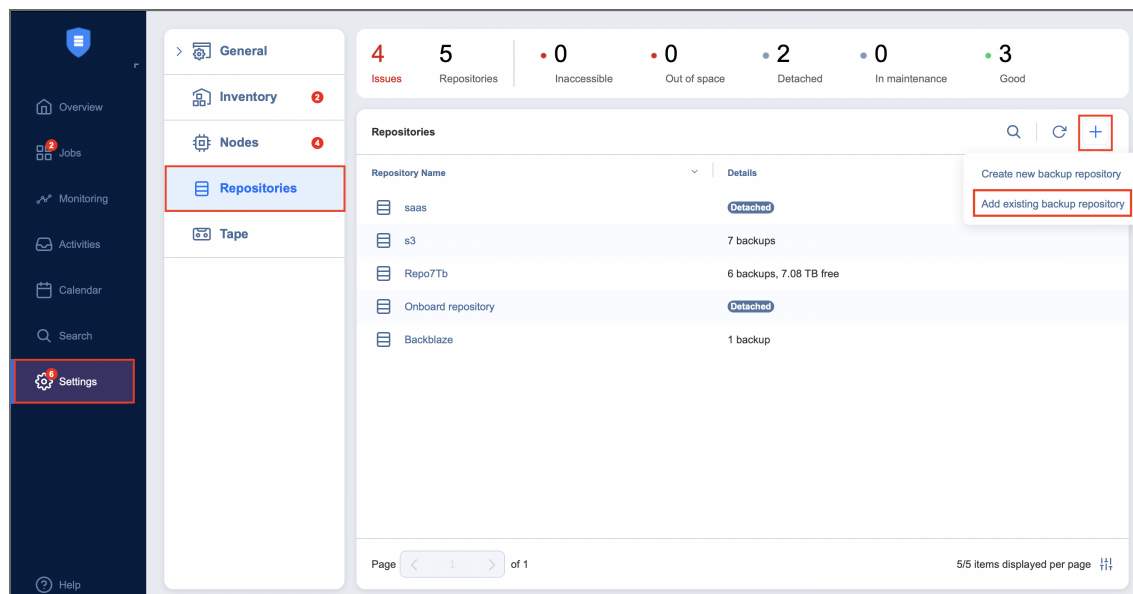 Overview
2
Jobs
Monitoring
Activities
Calendar
Search
6
Settings
Help
General
Inventory 2
Nodes 4
Repositories
Tape
4 5 0 0 2 0 3
Issues Repositories Inaccessible Out of space Detached In maintenance Good
Repositories
Create new backup repository
Add existing backup repository
Repository Name Details
saas Detached
s3 7 backups
Repo7Tb 6 backups, 7.08 TB free
Onboard repository Detached
Backblaze 1 backup
Page 1 of 1
5/5 items displayed per page